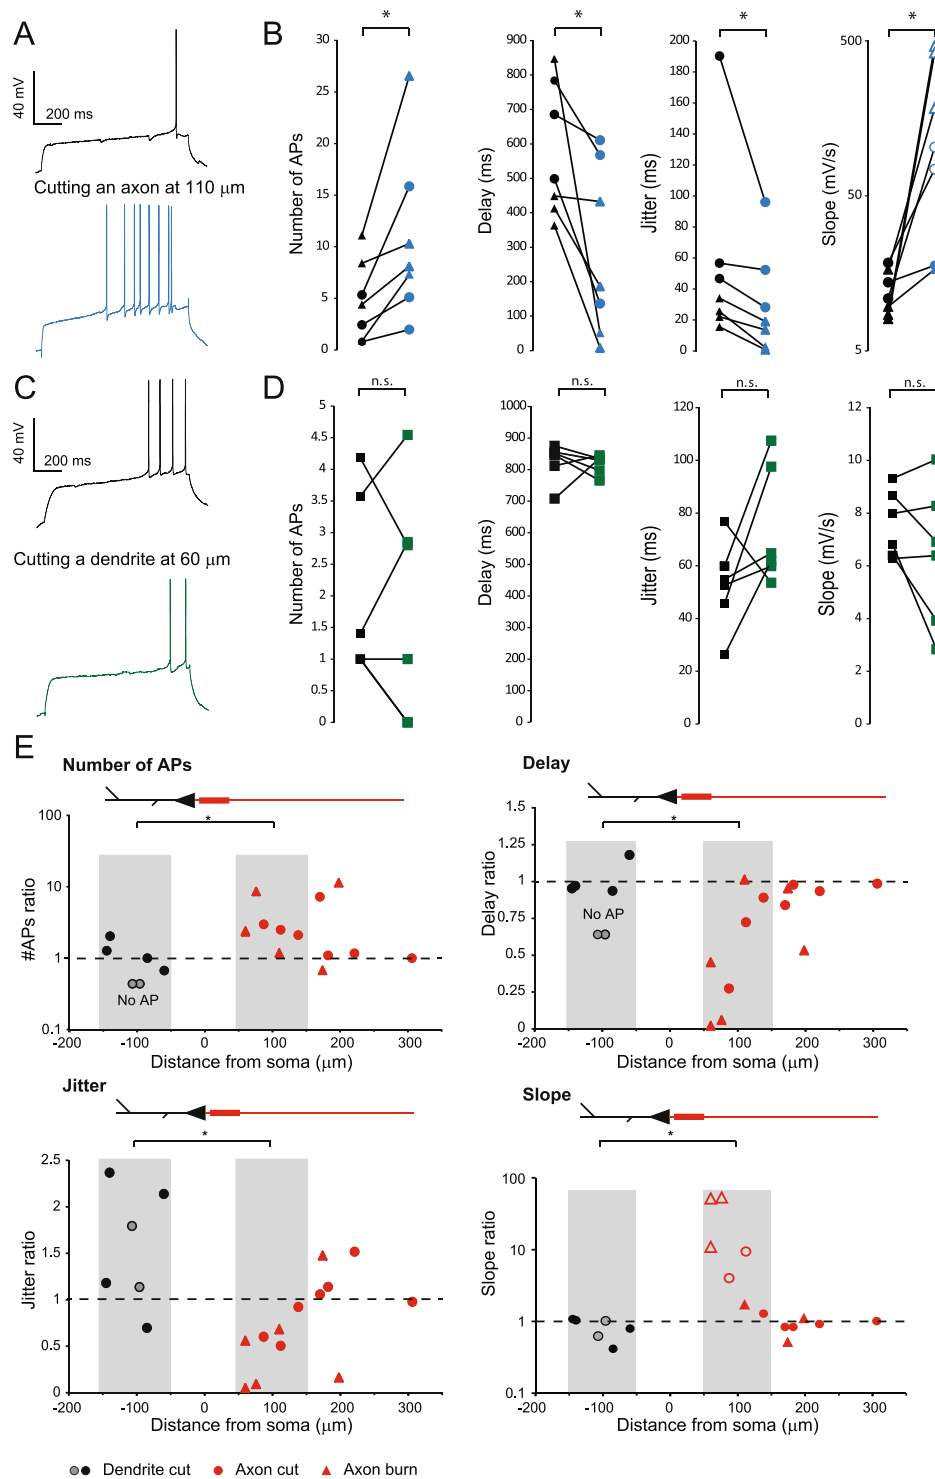 A
40 mV
200 ms
Cutting an axon at 110 µm
B
*
Number of APs
30
25
20
15
10
5
0
*
Delay (ms)
900
800
700
600
500
400
300
200
100
0
*
Jitter (ms)
200
180
160
140
120
100
80
60
40
20
0
*
Slope (mV/s)
500
50
5
C
40 mV
200 ms
Cutting a dendrite at 60 µm
D
n.s.
Number of APs
5
4.5
4
3.5
3
2.5
2
1.5
1
0.5
0
n.s.
Delay (ms)
1000
900
800
700
600
500
400
300
200
100
0
n.s.
Jitter (ms)
120
100
80
60
40
20
0
n.s.
Slope (mV/s)
12
10
8
6
4
2
0
E
Number of APs
*
#APs ratio
100
10
1
0.1
No AP
-200 -100 0 100 200 300
Distance from soma (µm)
Delay
*
Delay ratio
1.5
1.25
1
0.75
0.5
0.25
0
No AP
-200 -100 0 100 200 300
Distance from soma (µm)
Jitter
*
Jitter ratio
2.5
2
1.5
1
0.5
0
-200 -100 0 100 200 300
Distance from soma (µm)
Slope
*
Slope ratio
100
10
1
0.1
-200 -100 0 100 200 300
Distance from soma (µm)
Dendrite cut Axon cut Axon burn